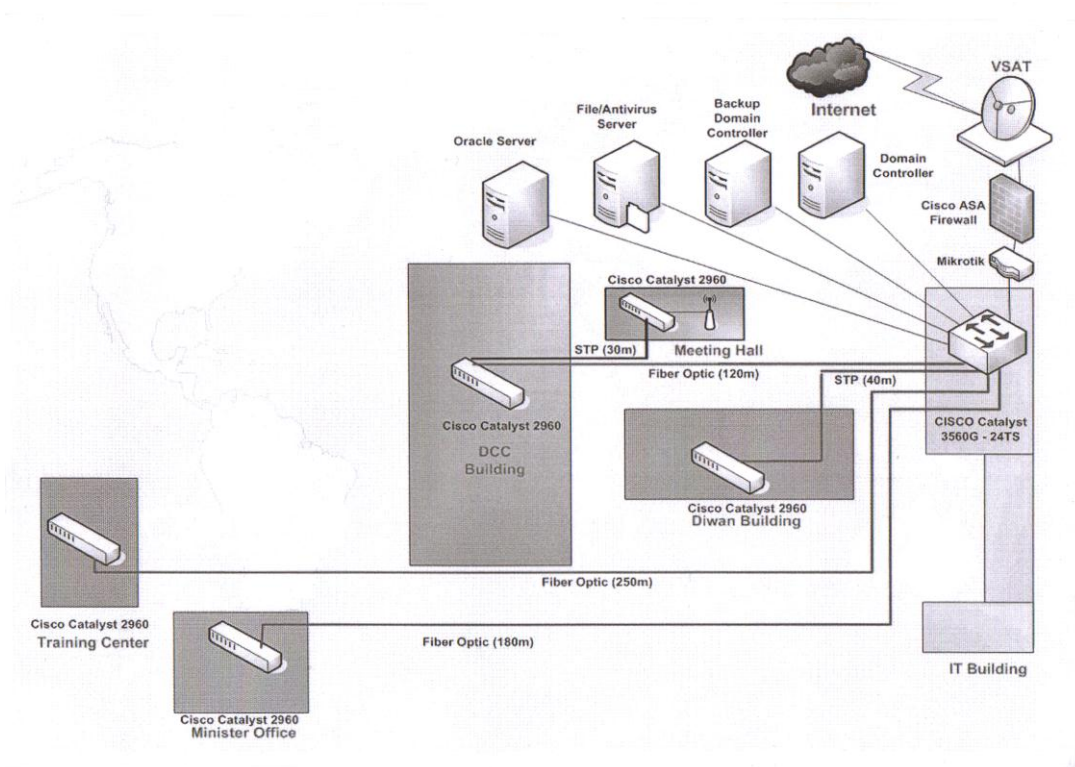 VSAT
Internet
File/Antivirus
Server
Backup
Domain
Controller
Oracle Server
Domain
Controller
Cisco ASA
Firewall
Mikrotik
Cisco Catalyst 2960
STP (30m)
Meeting Hall
Fiber Optic (120m)
STP (40m)
Cisco Catalyst 2960
DCC
Building
CISCO Catalyst
3560G - 24TS
Cisco Catalyst 2960
Diwan Building
Fiber Optic (250m)
Cisco Catalyst 2960
Training Center
Fiber Optic (180m)
IT Building
Cisco Catalyst 2960
Minister Office